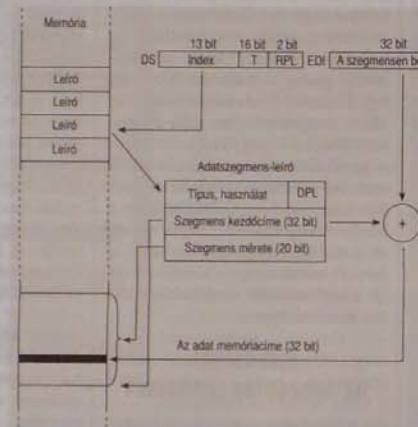 Memória
13 bit 16 bit 2 bit 32 bit
DS Index T RPL EDI A szegmensen
Leíró
Leíró
Leíró
Leíró
Adatszegmens-leíró
Típus, használat DPL
Szegmens kezdőcíme (32 bit)
+
Szegmens mérete (20 bit)
Az adat memóriacíme (32 bit)